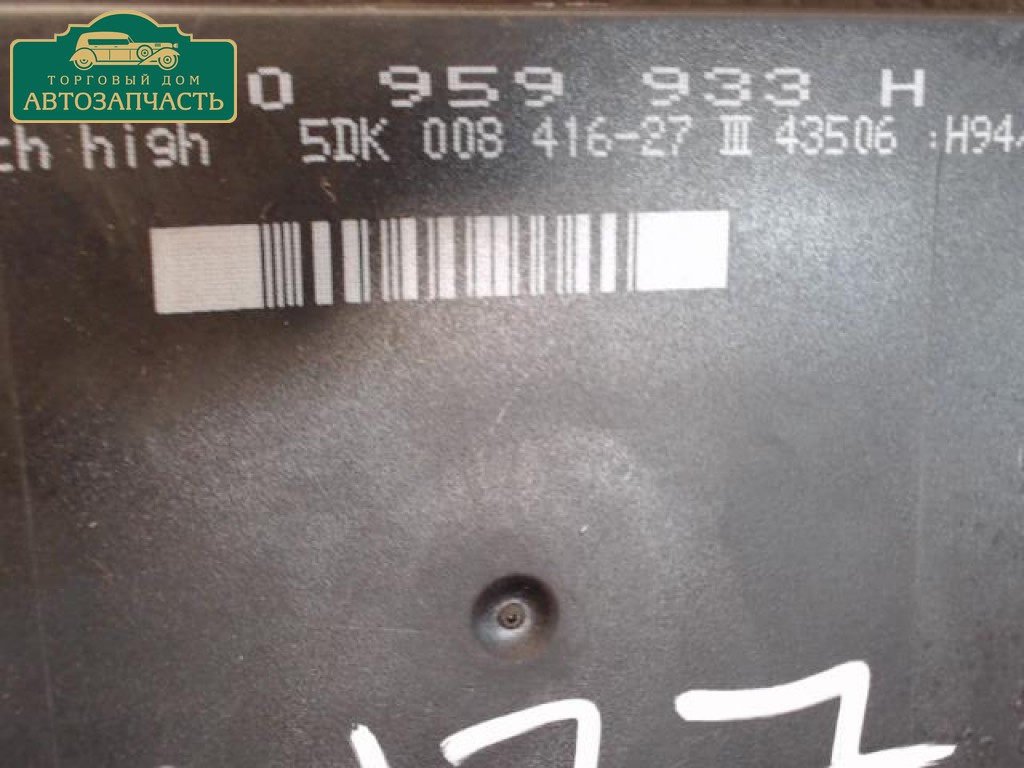 ТОРГОВЫЙ ДОМ
АВТОЗАПЧАСТЬ
0 959 933 H
ch high 5DK 008 416-27 III 43506 :H94